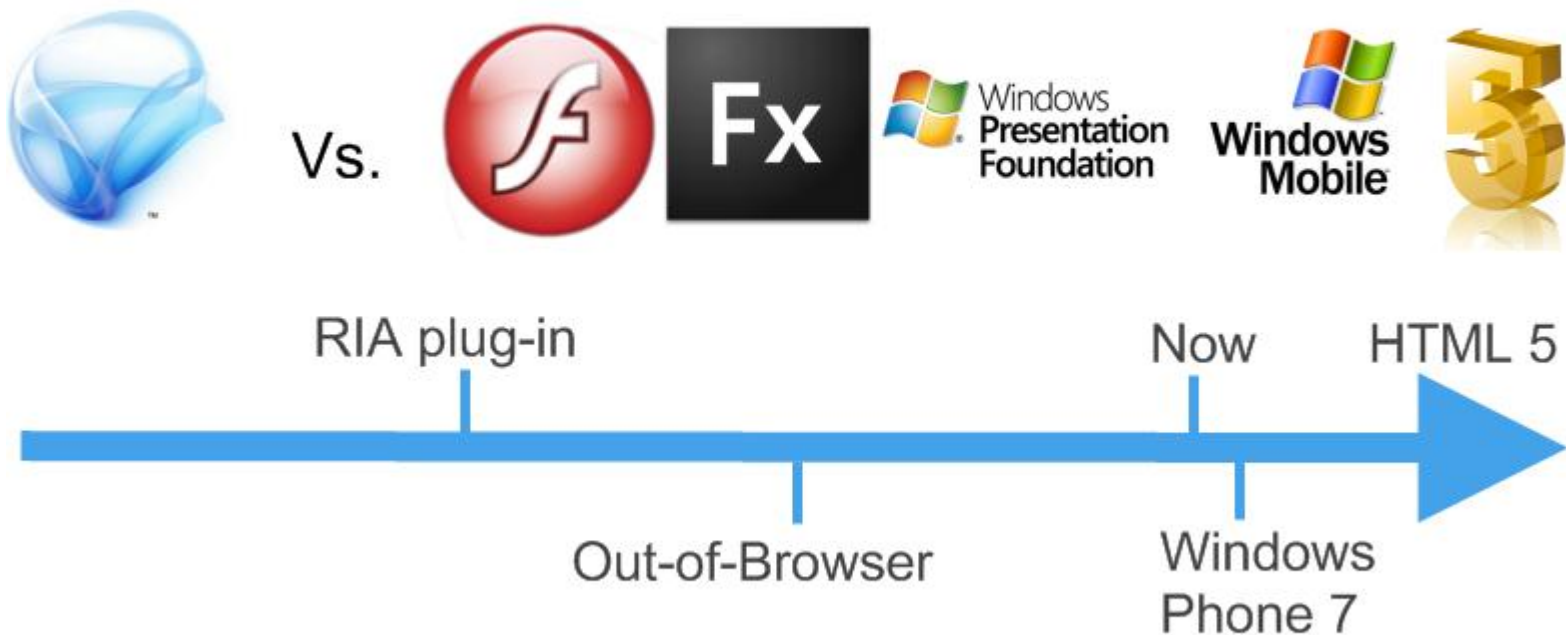 Vs.
Fx
Windows
Presentation
Foundation
Windows
Mobile
5
RIA plug-in
Now
HTML 5
Out-of-Browser
Windows
Phone 7